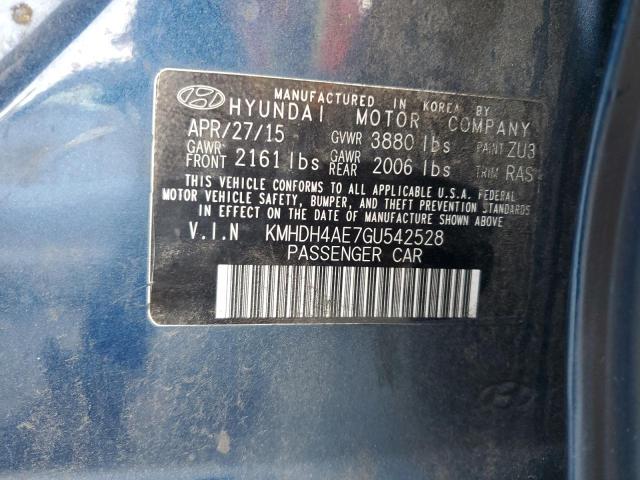 MANUFACTURED IN KOREA BY
HYUNDAI MOTOR COMPANY
APR/27/15 GVWR 3880 lbs PAINT ZU3
GAWR FRONT 2161 lbs GAWR REAR 2006 lbs TRIM RAS
THIS VEHICLE CONFORMS TO ALL APPLICABLE U.S.A. FEDERAL
MOTOR VEHICLE SAFETY, BUMPER, AND THEFT PREVENTION STANDARDS
IN EFFECT ON THE DATE OF MANUFACTURE SHOWN ABOVE
V.I.N KMHDH4AE7GU542528
PASSENGER CAR